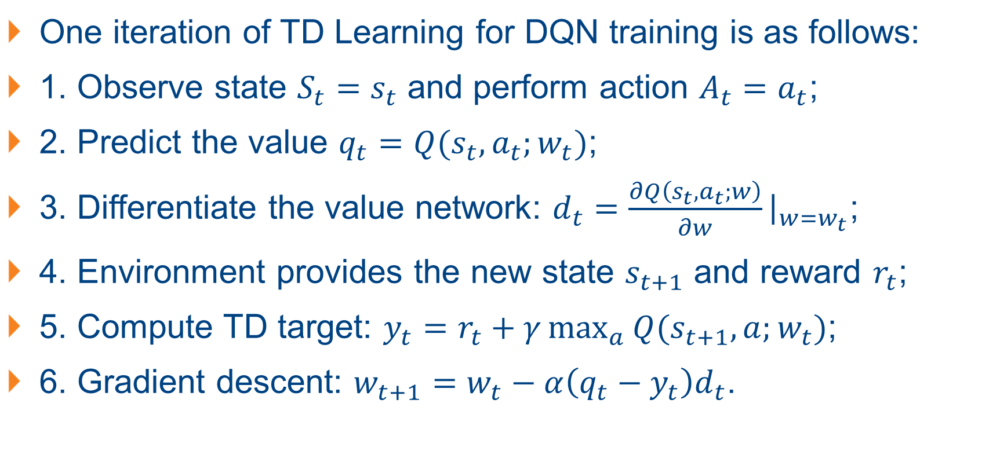 One iteration of TD Learning for DQN training is as follows:
1. Observe state $S_t = s_t$ and perform action $A_t = a_t$;
2. Predict the value $q_t = Q(s_t, a_t; w_t)$;
3. Differentiate the value network: $d_t = \frac{\partial Q(s_t,a_t;w)}{\partial w}|_{w=w_t}$;
4. Environment provides the new state $s_{t+1}$ and reward $r_t$;
5. Compute TD target: $y_t = r_t + \gamma \max_a Q(s_{t+1}, a; w_t)$;
6. Gradient descent: $w_{t+1} = w_t - \alpha(q_t - y_t)d_t$.